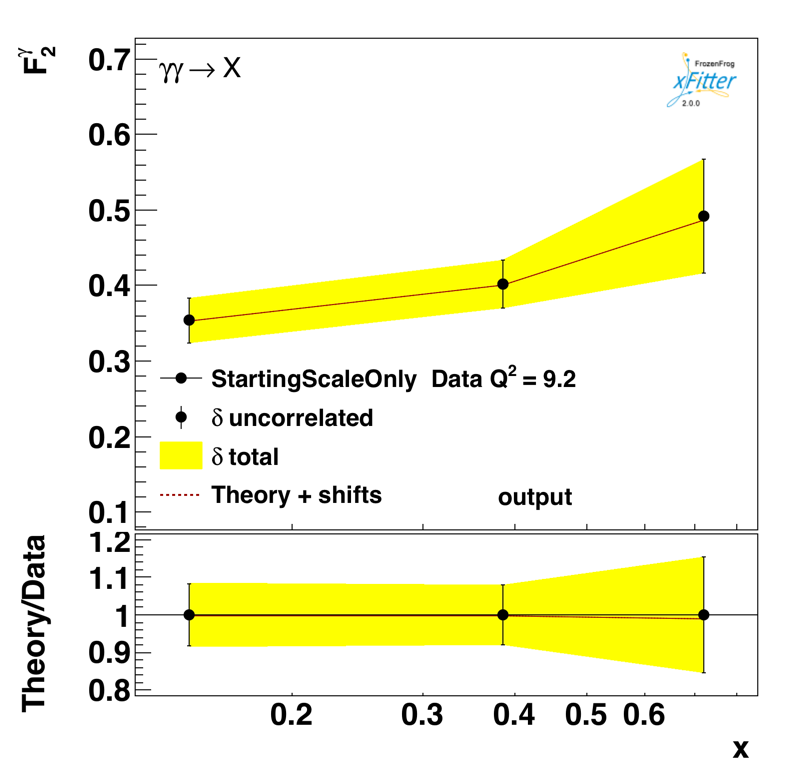 F₂^γ
γγ → X
FrozenFrog
xFitter
2.0.0
0.7
0.6
0.5
0.4
0.3
0.2
0.1
StartingScaleOnly Data Q² = 9.2
δ uncorrelated
δ total
Theory + shifts
output
Theory/Data
1.2
1.1
1
0.9
0.8
0.2 0.3 0.4 0.5 0.6
x